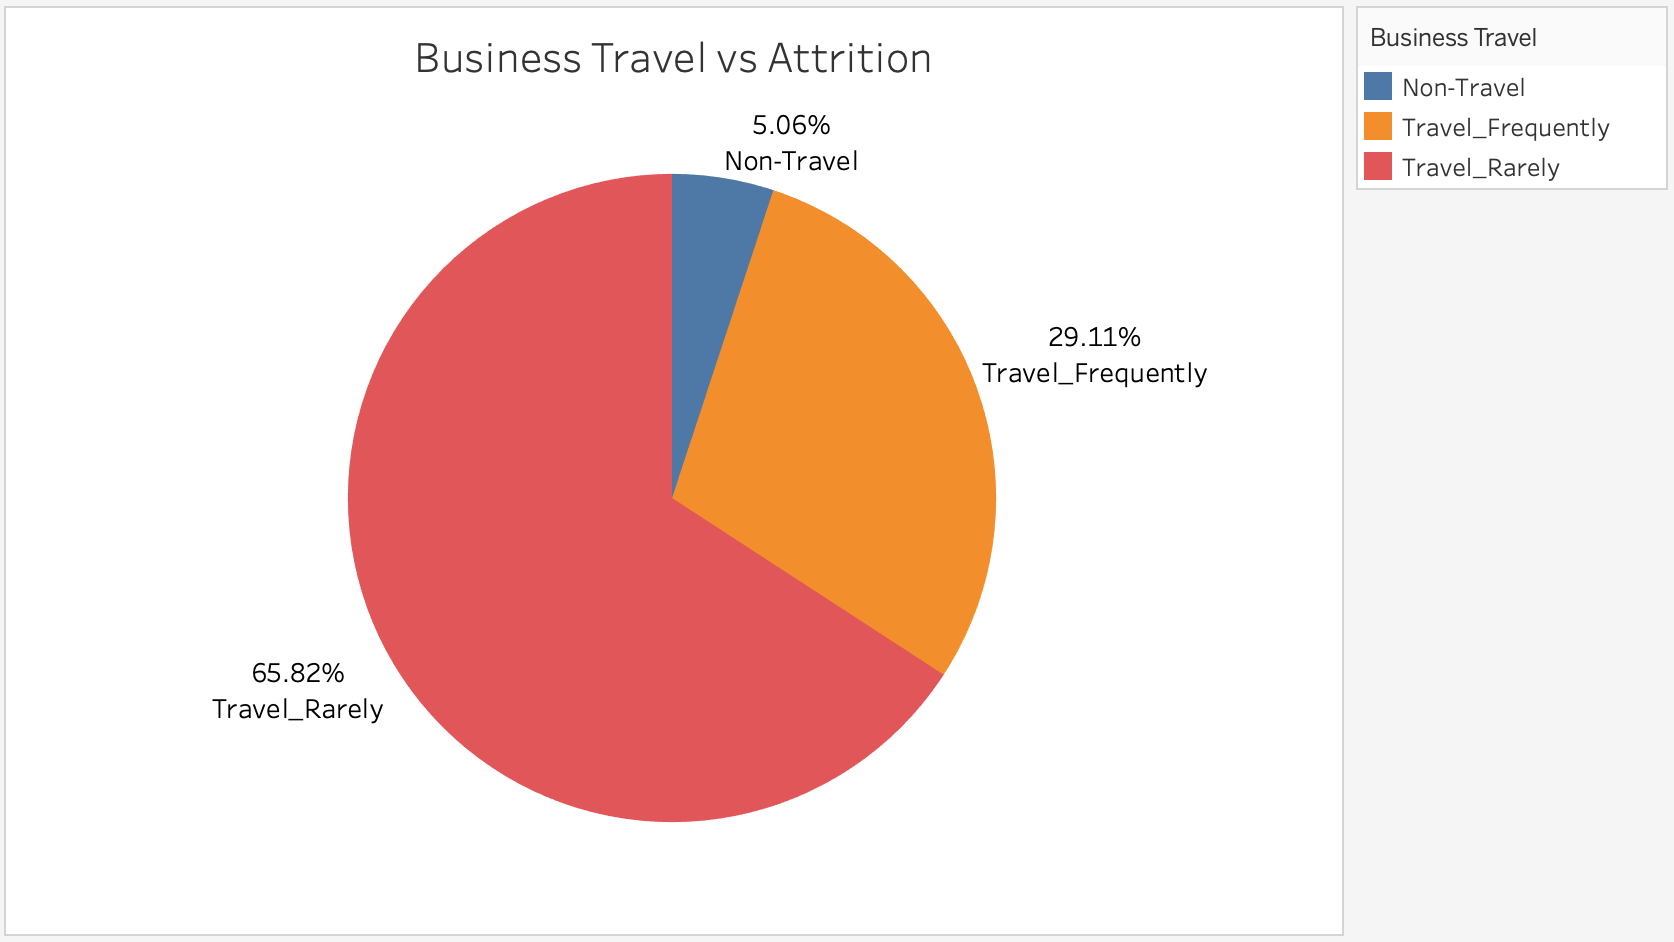 Business Travel vs Attrition
5.06%
Non-Travel
29.11%
Travel_Frequently
65.82%
Travel_Rarely
Business Travel
Non-Travel
Travel_Frequently
Travel_Rarely